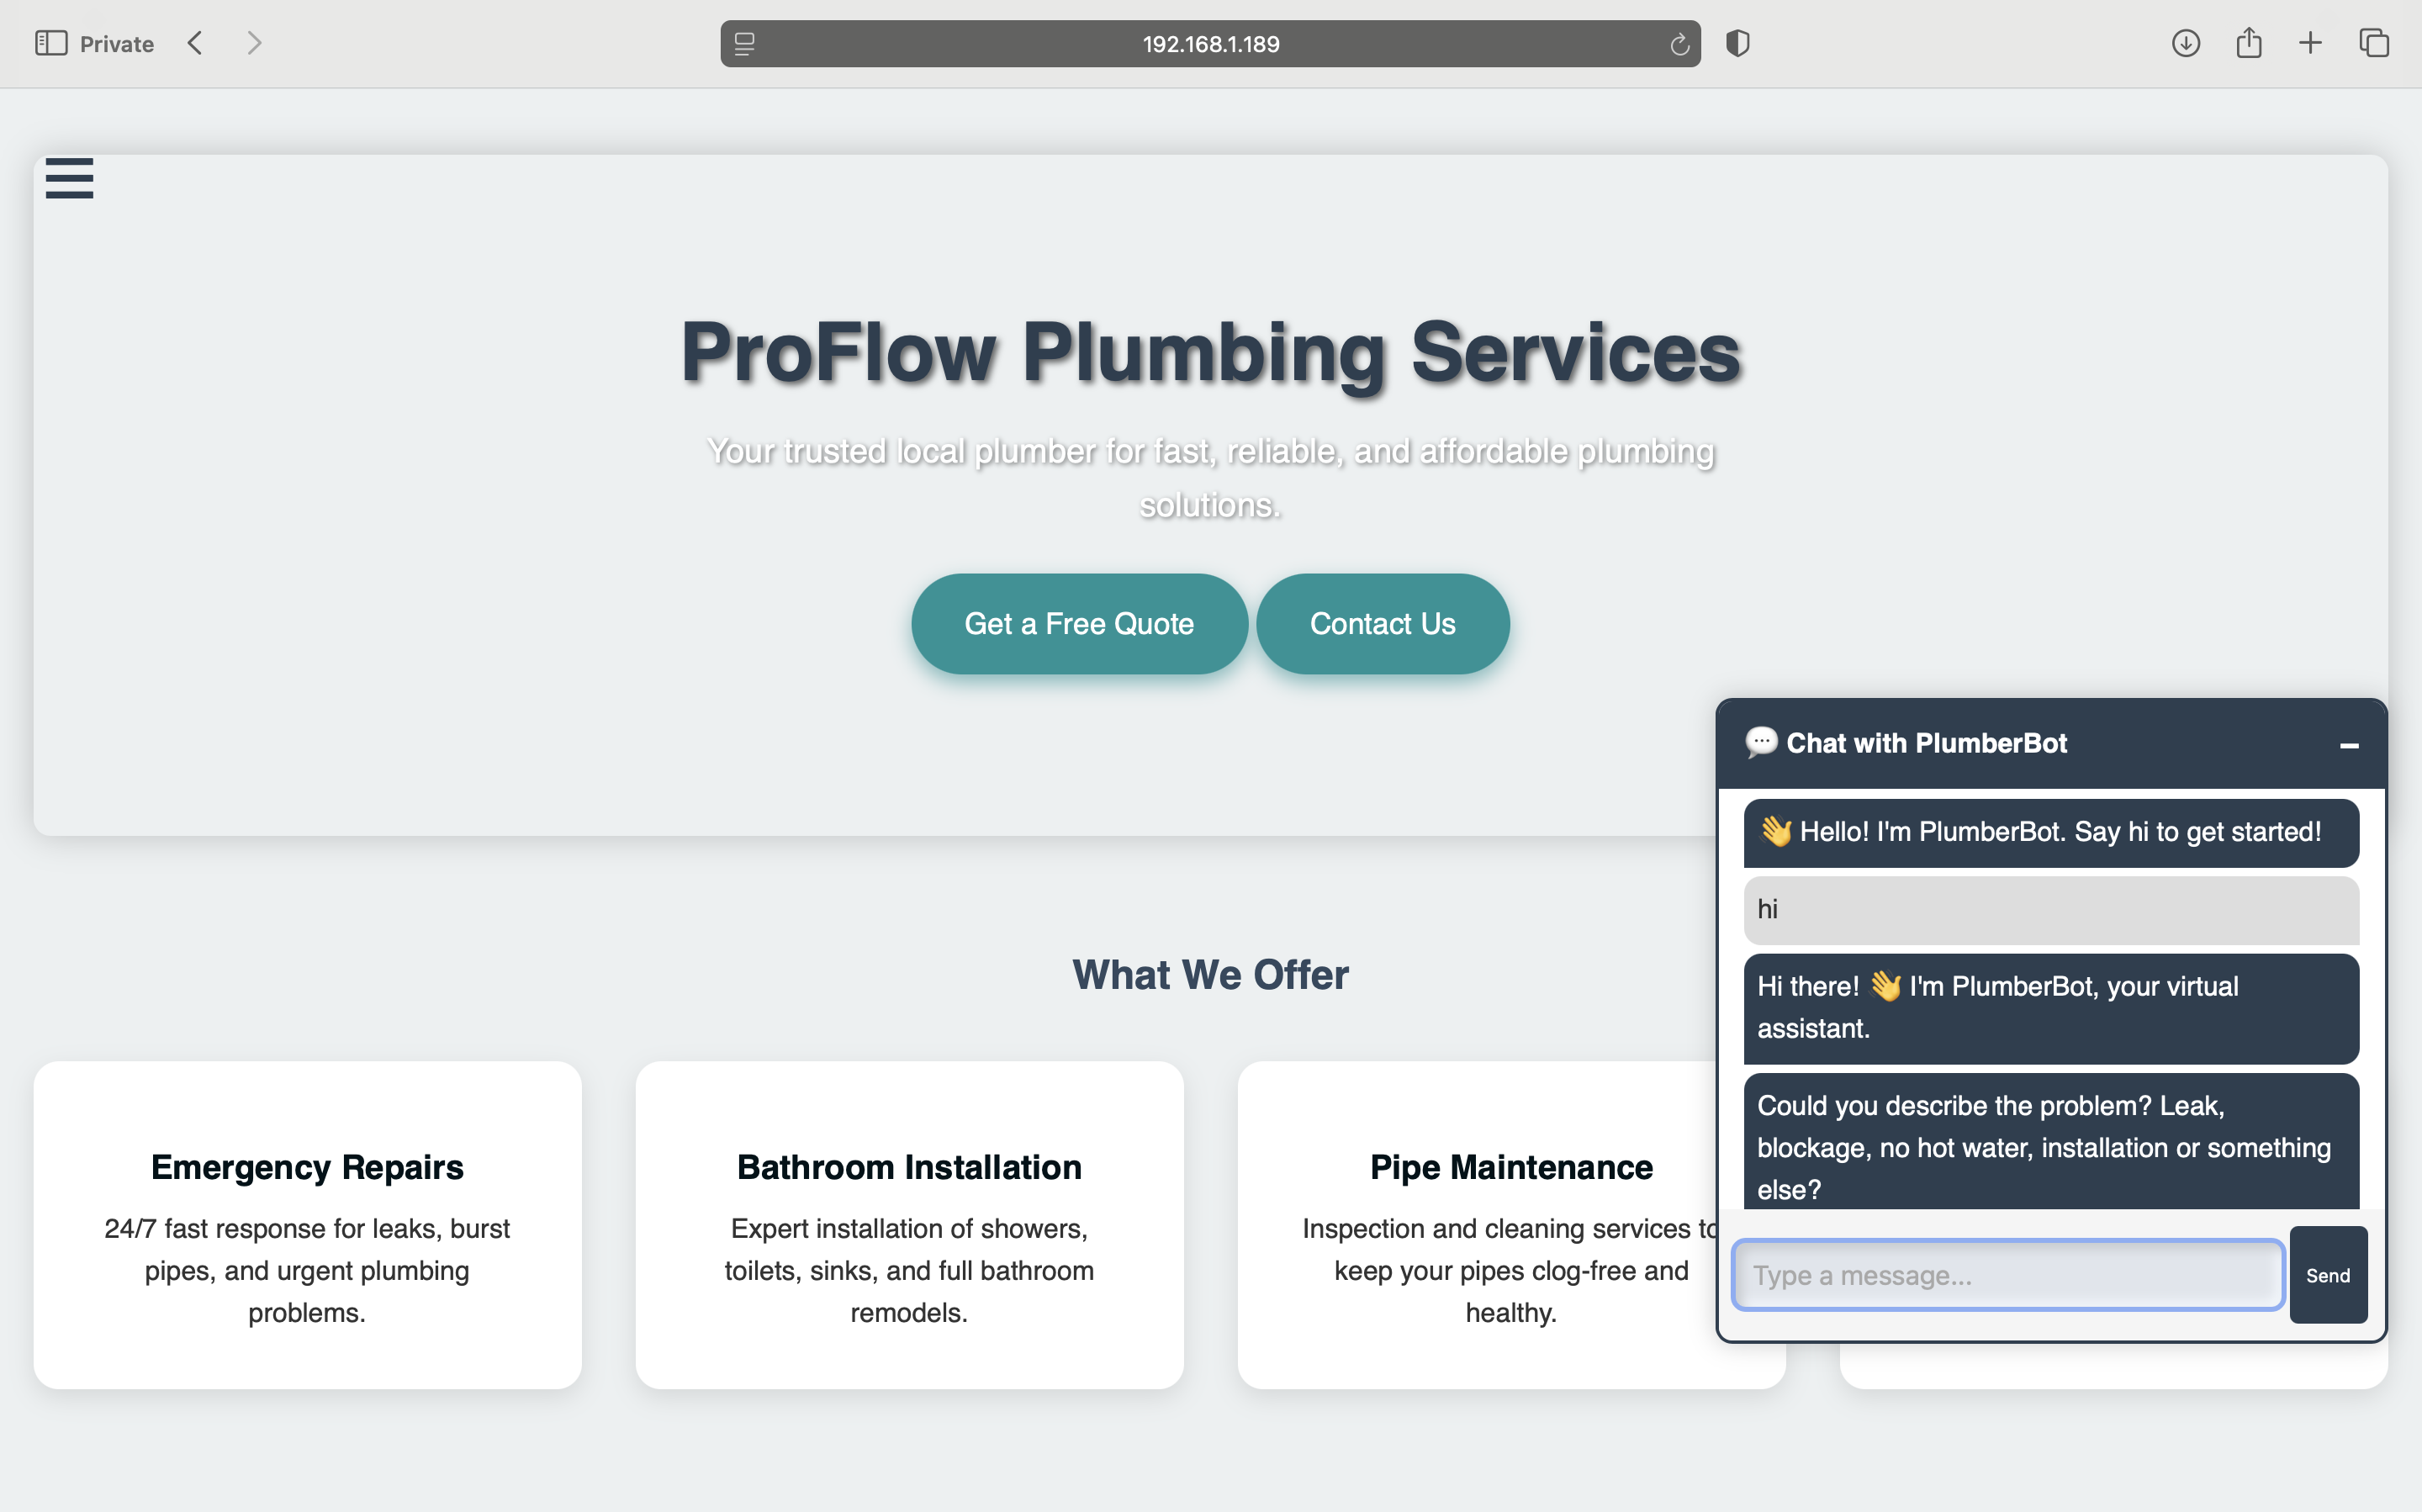 Private
192.168.1.189
ProFlow Plumbing Services
Your trusted local plumber for fast, reliable, and affordable plumbing
solutions.
Get a Free Quote
Contact Us
What We Offer
Emergency Repairs
24/7 fast response for leaks, burst
pipes, and urgent plumbing
problems.
Bathroom Installation
Expert installation of showers,
toilets, sinks, and full bathroom
remodels.
Pipe Maintenance
Inspection and cleaning services to
keep your pipes clog-free and
healthy.
💬 Chat with PlumberBot
👋 Hello! I'm PlumberBot. Say hi to get started!
hi
Hi there! 👋 I'm PlumberBot, your virtual
assistant.
Could you describe the problem? Leak,
blockage, no hot water, installation or something
else?
Type a message...
Send